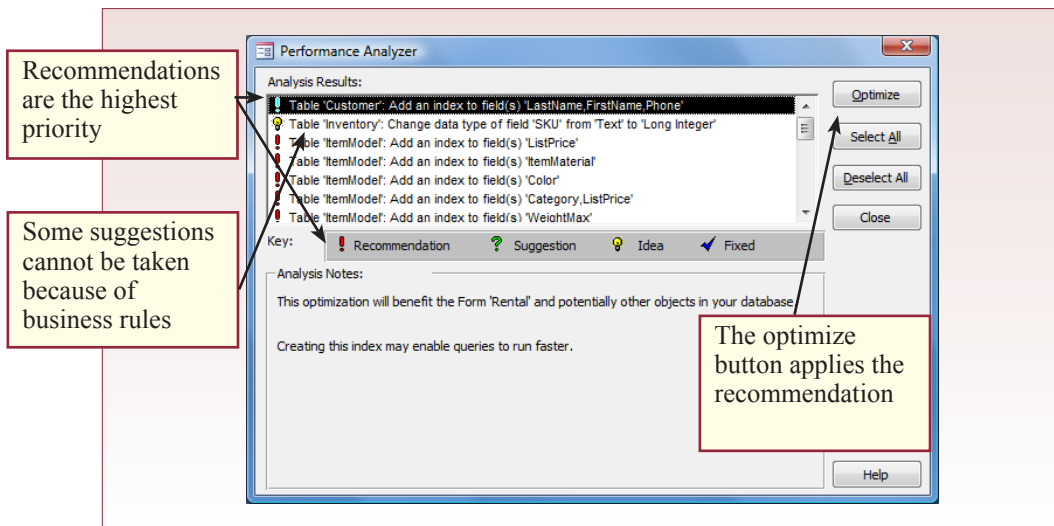 Performance Analyzer
Recommendations
are the highest
priority
Analysis Results:
Table 'Customer': Add an index to field(s) 'LastName,FirstName,Phone'
Table 'Inventory': Change data type of field 'SKU' from 'Text' to 'Long Integer'
Table 'ItemModel': Add an index to field(s) 'ListPrice'
Table 'ItemModel': Add an index to field(s) 'ItemMaterial'
Table 'ItemModel': Add an index to field(s) 'Color'
Table 'ItemModel': Add an index to field(s) 'Category,ListPrice'
Table 'ItemModel': Add an index to field(s) 'WeightMax'
Optimize
Select All
Deselect All
Close
Some suggestions
cannot be taken
because of
business rules
Key:
Recommendation
Suggestion
Idea
Fixed
Analysis Notes:
This optimization will benefit the Form 'Rental' and potentially other objects in your database.
Creating this index may enable queries to run faster.
The optimize
button applies the
recommendation
Help